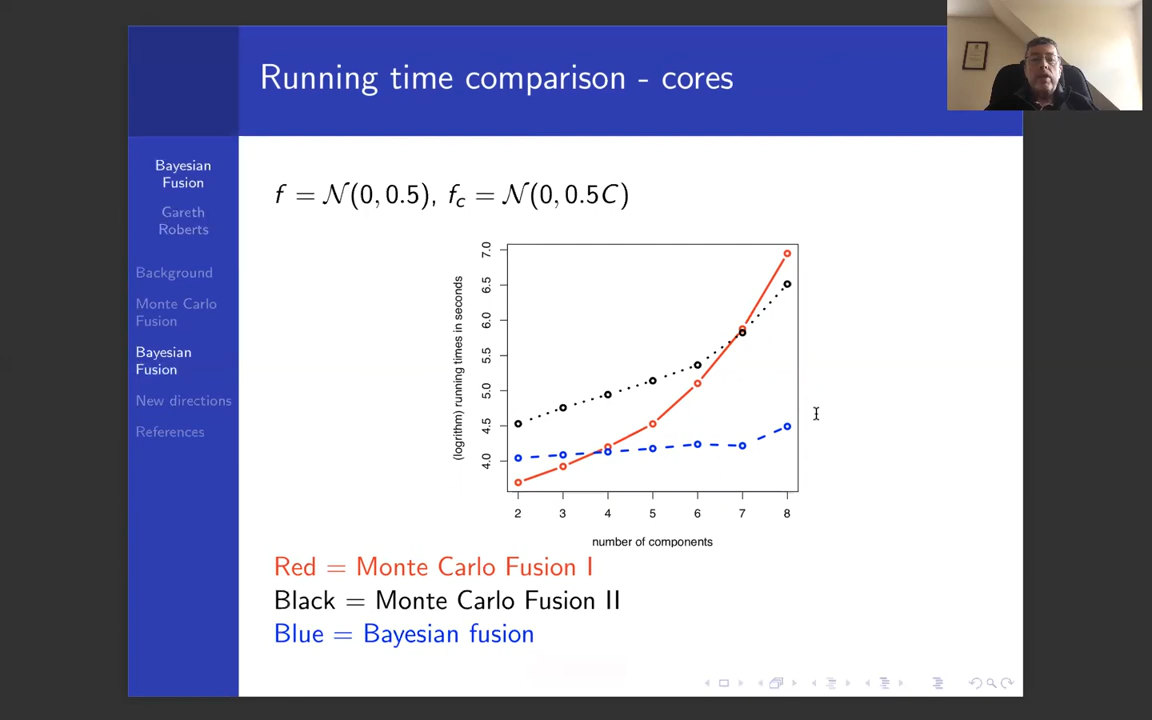 Running time comparison - cores
Bayesian
Fusion
Gareth
Roberts
Background
Monte Carlo
Fusion
Bayesian
Fusion
New directions
References
f = N(0, 0.5), f_c = N(0, 0.5C)
(logrithm) running times in seconds
7.0
6.5
6.0
5.5
5.0
4.5
4.0
2 3 4 5 6 7 8
number of components
Red = Monte Carlo Fusion I
Black = Monte Carlo Fusion II
Blue = Bayesian fusion